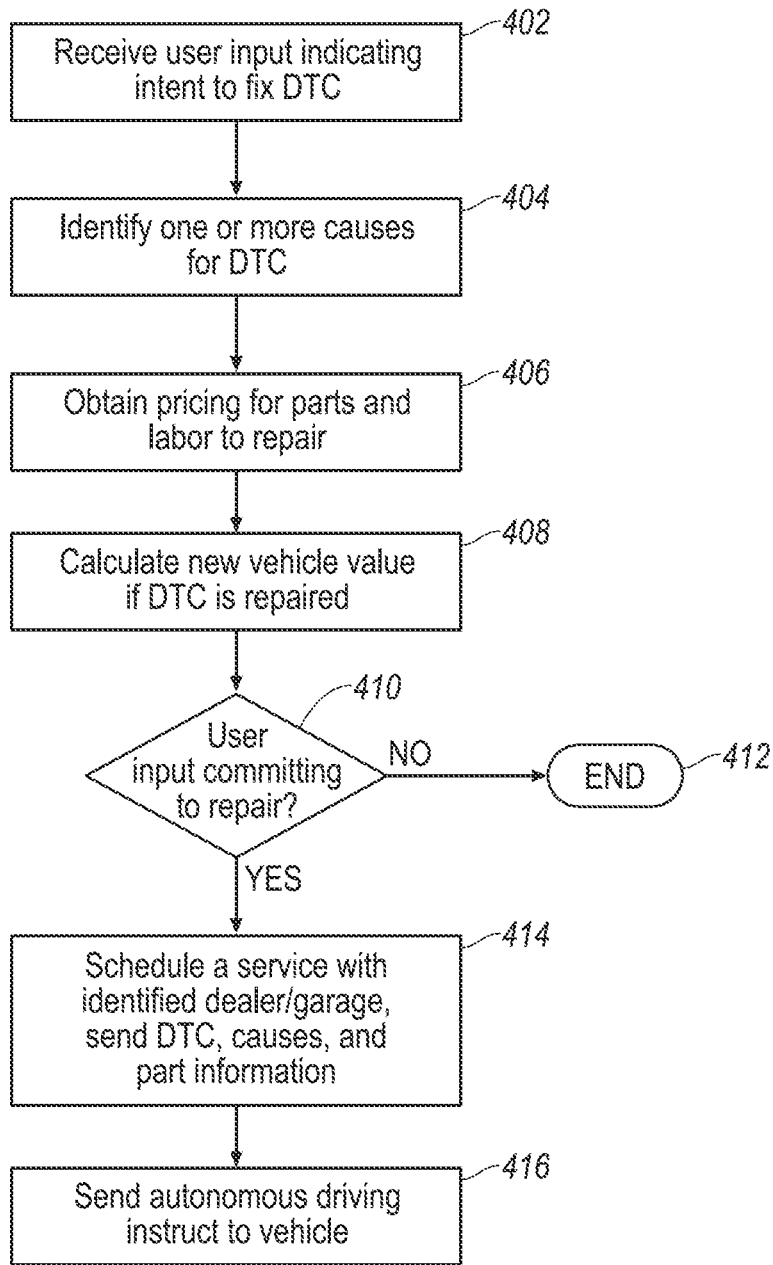 402
Receive user input indicating
intent to fix DTC
404
Identify one or more causes
for DTC
406
Obtain pricing for parts and
labor to repair
408
Calculate new vehicle value
if DTC is repaired
410
User
input committing
to repair?
NO
END
412
YES
414
Schedule a service with
identified dealer/garage,
send DTC, causes, and
part information
416
Send autonomous driving
instruct to vehicle